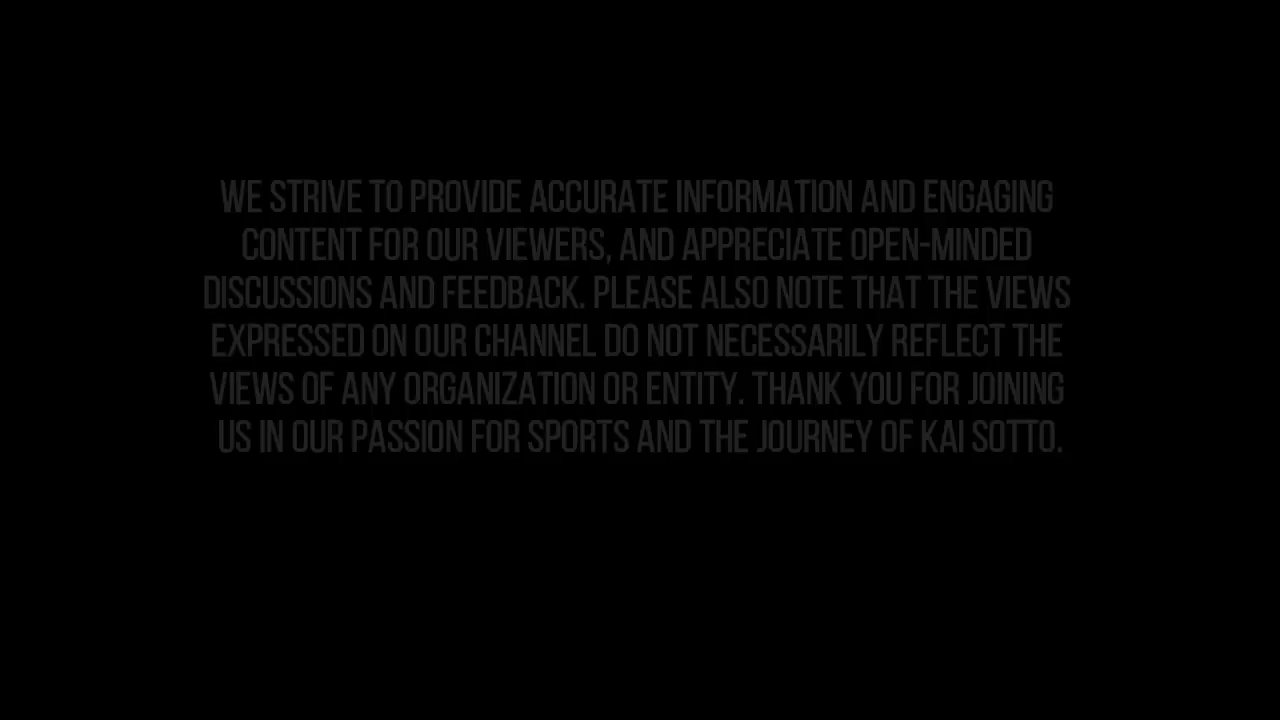 WE STRIVE TO PROVIDE ACCURATE INFORMATION AND ENGAGING
CONTENT FOR OUR VIEWERS, AND APPRECIATE OPEN-MINDED
DISCUSSIONS AND FEEDBACK. PLEASE ALSO NOTE THAT THE VIEWS
EXPRESSED ON OUR CHANNEL DO NOT NECESSARILY REFLECT THE
VIEWS OF ANY ORGANIZATION OR ENTITY. THANK YOU FOR JOINING
US IN OUR PASSION FOR SPORTS AND THE JOURNEY OF KAI SOTTO.